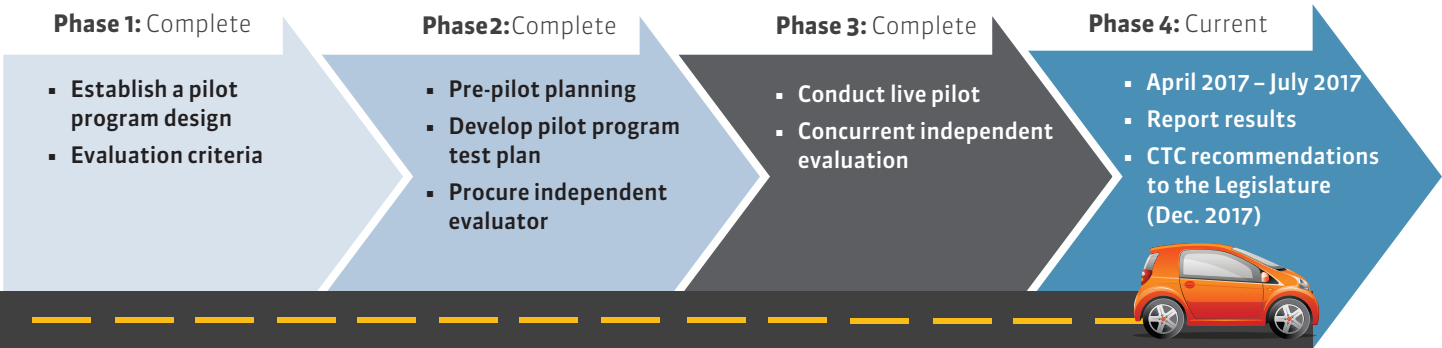 Phase 1: Complete
▪ Establish a pilot
program design
▪ Evaluation criteria
Phase2:Complete
▪ Pre-pilot planning
▪ Develop pilot program
test plan
▪ Procure independent
evaluator
Phase 3: Complete
▪ Conduct live pilot
▪ Concurrent independent
evaluation
Phase 4: Current
▪ April 2017 – July 2017
▪ Report results
▪ CTC recommendations
to the Legislature
(Dec. 2017)